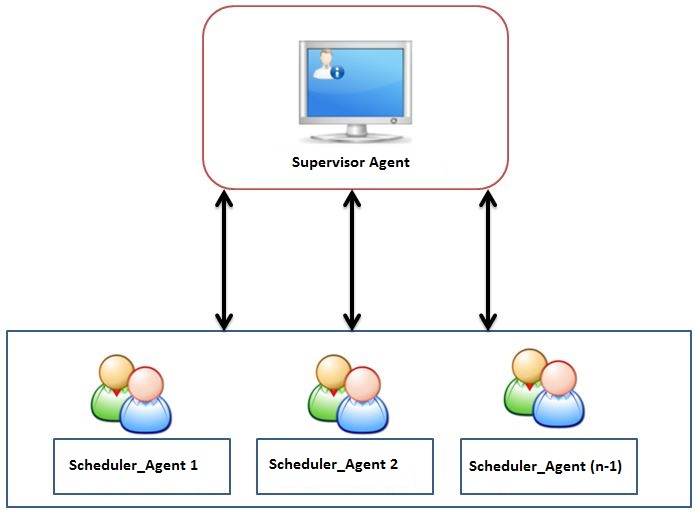 Supervisor Agent
Scheduler_Agent 1
Scheduler_Agent 2
Scheduler_Agent (n-1)